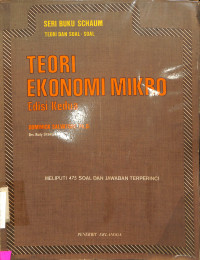 SERI BUKU SCHAUM
TEORI DAN SOAL-SOAL
TEORI
EKONOMI MIKRO
Edisi Kedua
MELIPUTI 475 SOAL DAN JAWABAN TERPERINCI
PENERBIT ERLANGGA